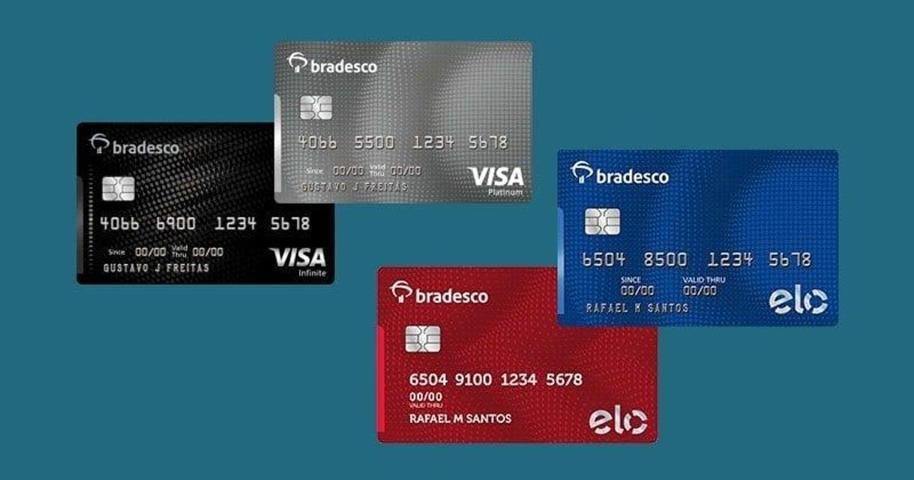 bradesco
4066 5500 1234 5678
Since 00/00 Valid Thru 00/00
GUSTAVO J FREITAS
VISA
Platinum
bradesco
4066 6900 1234 5678
Since 00/00 Valid Thru 00/00
GUSTAVO J FREITAS
VISA
Infinite
bradesco
6504 8500 1234 5678
SINCE VALID THRU
00/00 00/00
RAFAEL M SANTOS
elo
bradesco
6504 9100 1234 5678
00/00
VALID THRU
RAFAEL M SANTOS
elo